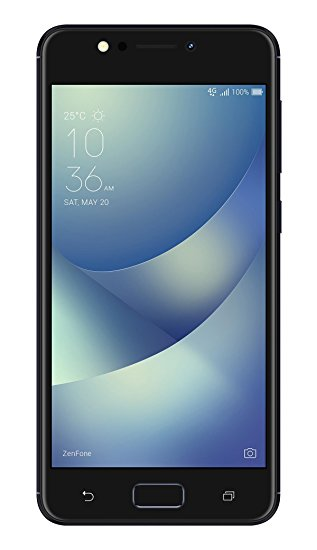 4G 100%
25°C
10
36 AM
SAT, MAY 20
ZenFone